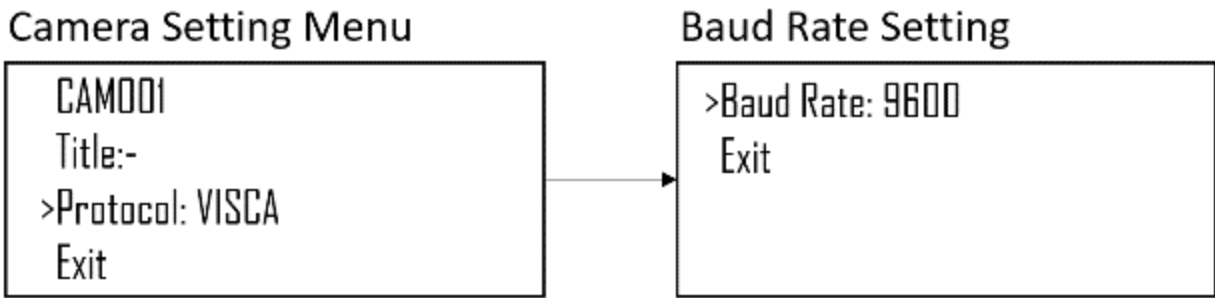 Camera Setting Menu
CAM001
Title:-
>Protocol: VISCA
Exit
Baud Rate Setting
>Baud Rate: 9600
Exit